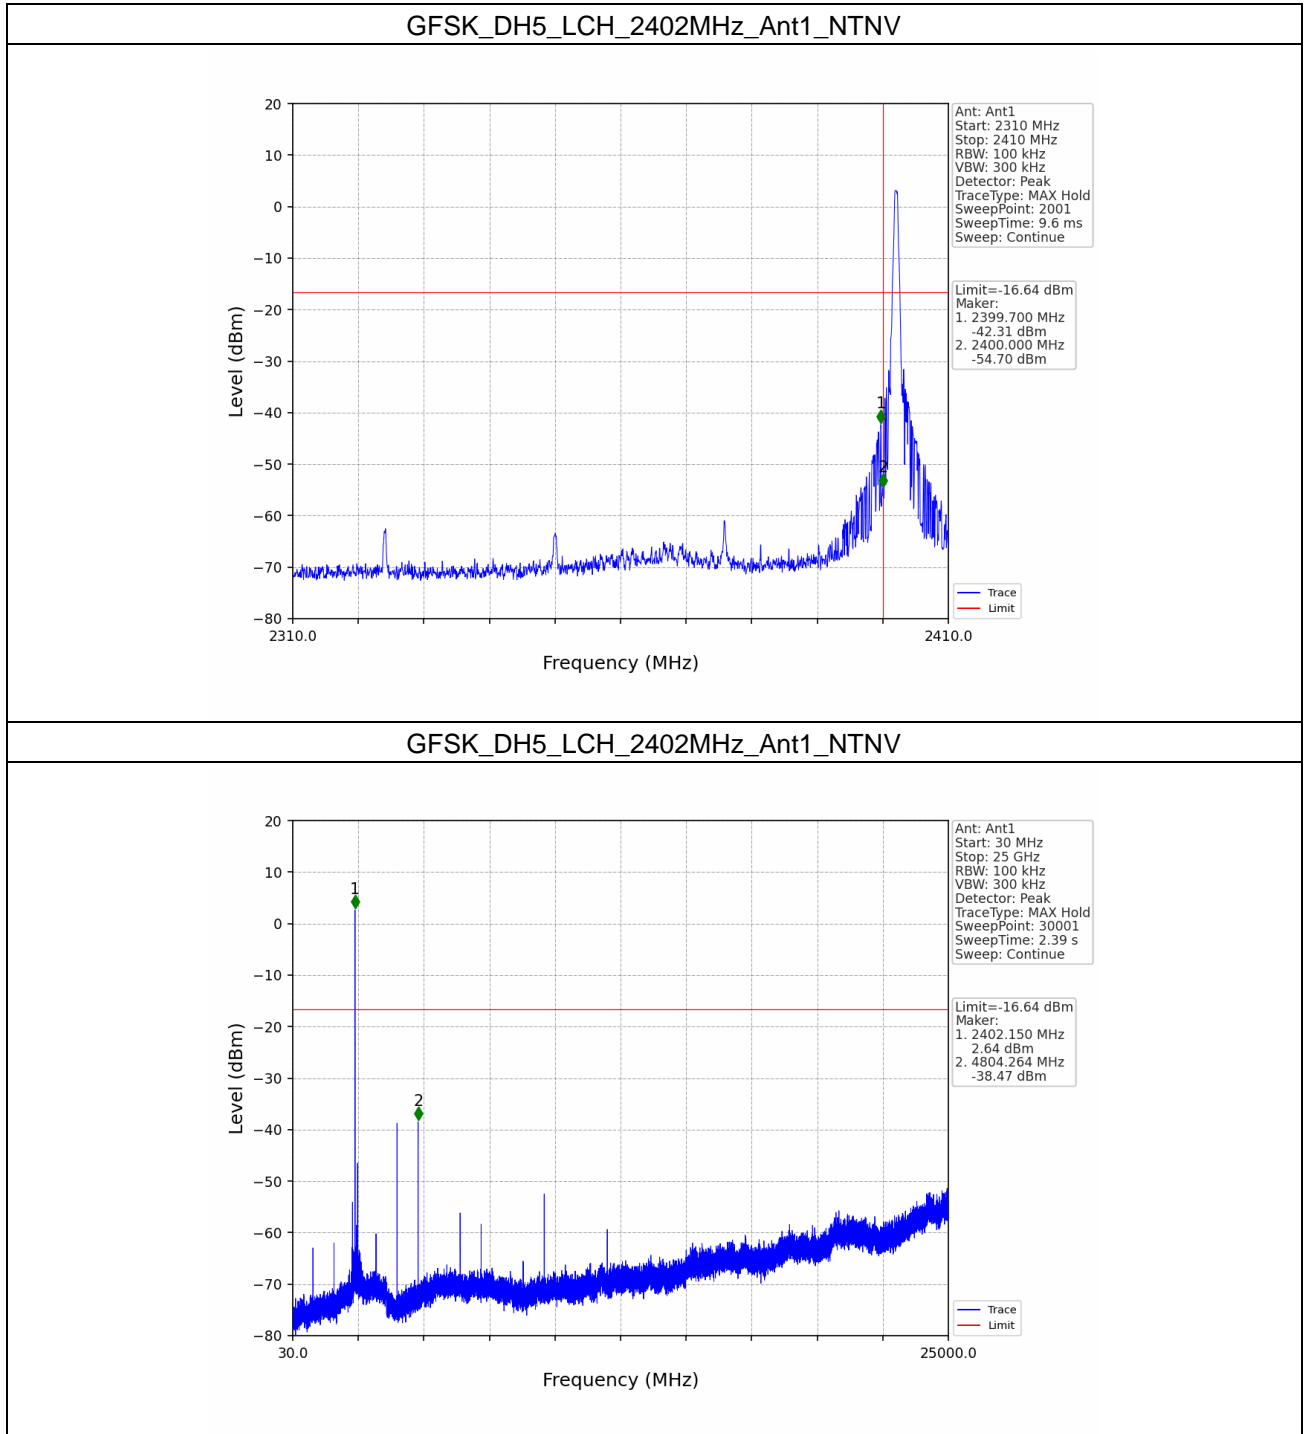 GFSK_DH5_LCH_2402MHz_Ant1_NTNV
20
10
0
−10
−20
−30
−40
−50
−60
−70
−80
Level (dBm)
2310.0
2410.0
Frequency (MHz)
1
2
Ant: Ant1
Start: 2310 MHz
Stop: 2410 MHz
RBW: 100 kHz
VBW: 300 kHz
Detector: Peak
TraceType: MAX Hold
SweepPoint: 2001
SweepTime: 9.6 ms
Sweep: Continue
Limit=-16.64 dBm
Maker:
1. 2399.700 MHz
-42.31 dBm
2. 2400.000 MHz
-54.70 dBm
Trace
Limit
GFSK_DH5_LCH_2402MHz_Ant1_NTNV
20
10
0
−10
−20
−30
−40
−50
−60
−70
−80
Level (dBm)
30.0
25000.0
Frequency (MHz)
1
2
Ant: Ant1
Start: 30 MHz
Stop: 25 GHz
RBW: 100 kHz
VBW: 300 kHz
Detector: Peak
TraceType: MAX Hold
SweepPoint: 30001
SweepTime: 2.39 s
Sweep: Continue
Limit=-16.64 dBm
Maker:
1. 2402.150 MHz
2.64 dBm
2. 4804.264 MHz
-38.47 dBm
Trace
Limit